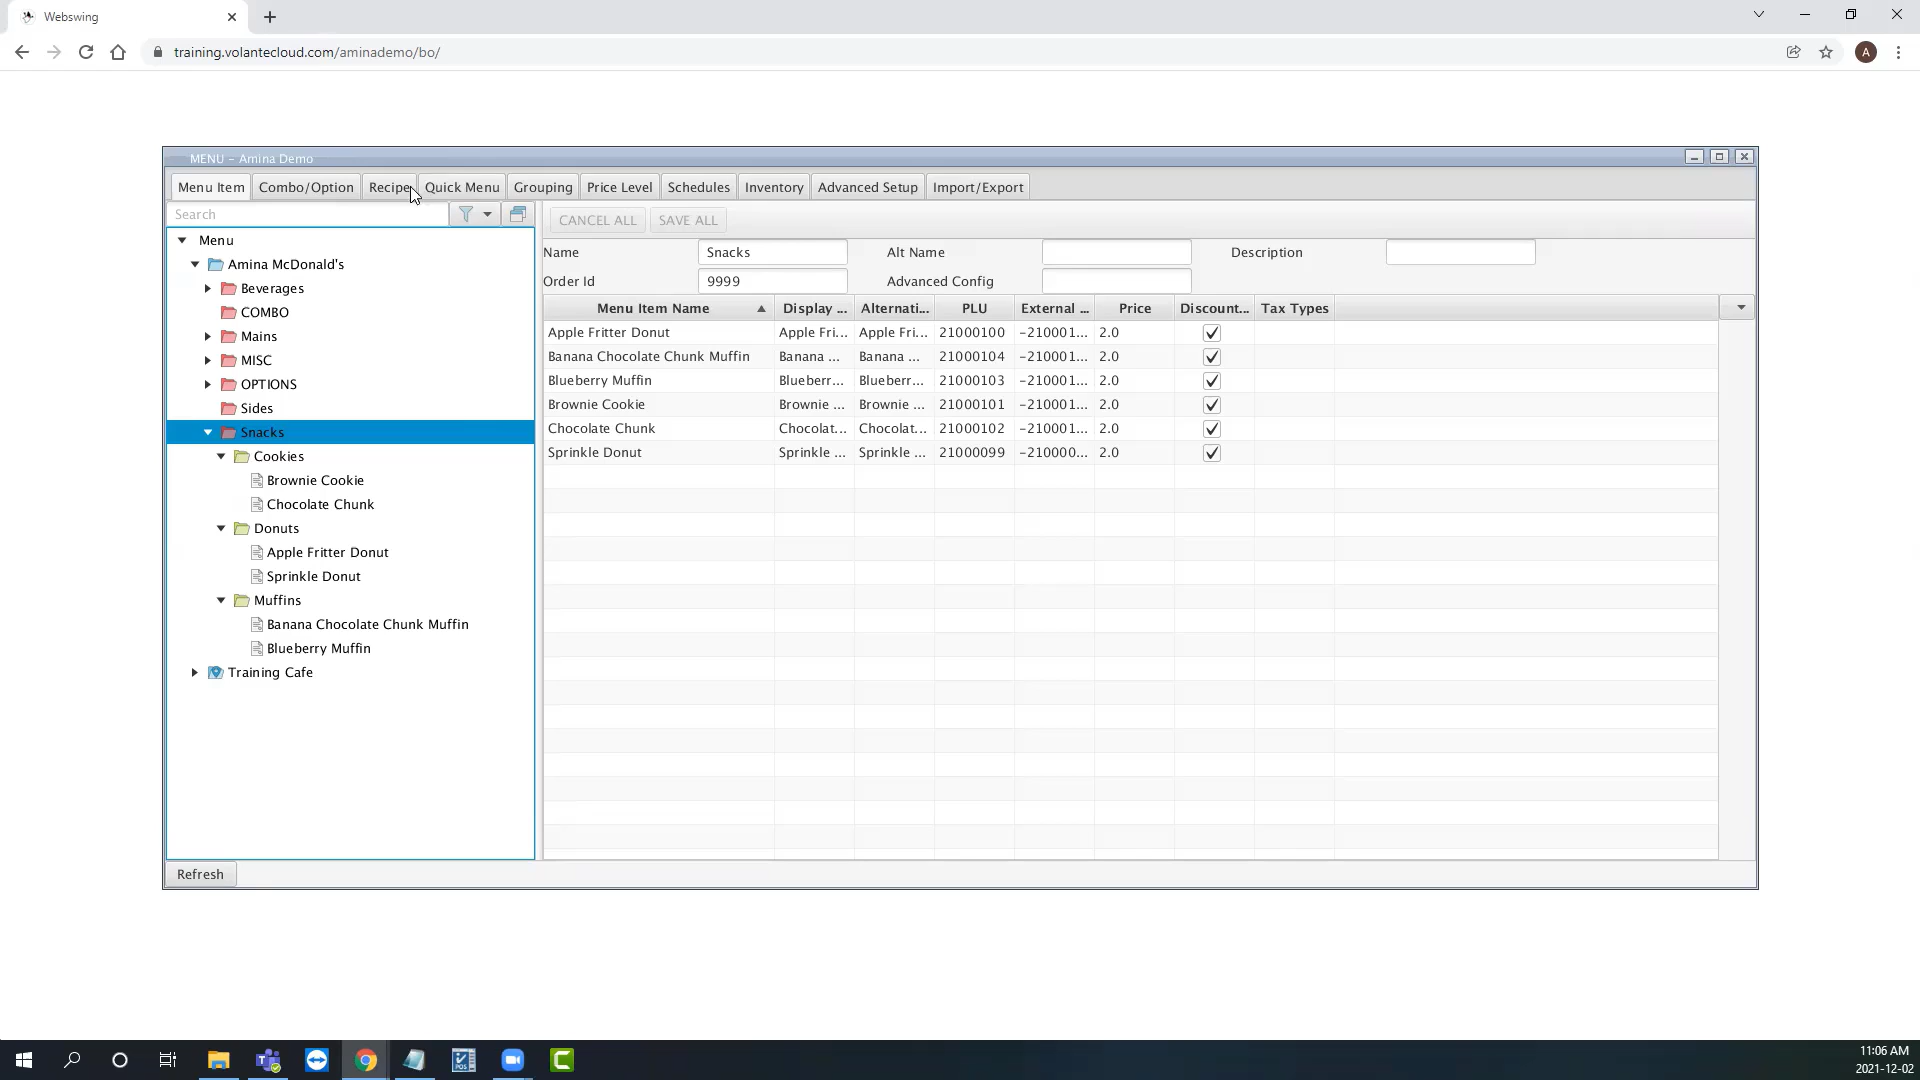 Webswing
training.volantecloud.com/aminademo/bo/
A
MENU - Amina Demo
Menu Item Combo/Option Recipe Quick Menu Grouping Price Level Schedules Inventory Advanced Setup Import/Export
Search
CANCEL ALL SAVE ALL
Name Snacks Alt Name Description
Order Id 9999 Advanced Config
Menu
Amina McDonald's
Beverages
COMBO
Mains
MISC
OPTIONS
Sides
Snacks
Cookies
Brownie Cookie
Chocolate Chunk
Donuts
Apple Fritter Donut
Sprinkle Donut
Muffins
Banana Chocolate Chunk Muffin
Blueberry Muffin
Training Cafe
Menu Item Name Display ... Alternati... PLU External ... Price Discount... Tax Types
Apple Fritter Donut Apple Fri... Apple Fri... 21000100 -210001... 2.0
Banana Chocolate Chunk Muffin Banana ... Banana ... 21000104 -210001... 2.0
Blueberry Muffin Blueberr... Blueberr... 21000103 -210001... 2.0
Brownie Cookie Brownie ... Brownie ... 21000101 -210001... 2.0
Chocolate Chunk Chocolat... Chocolat... 21000102 -210001... 2.0
Sprinkle Donut Sprinkle ... Sprinkle ... 21000099 -210000... 2.0
Refresh
POS
11:06 AM
2021-12-02